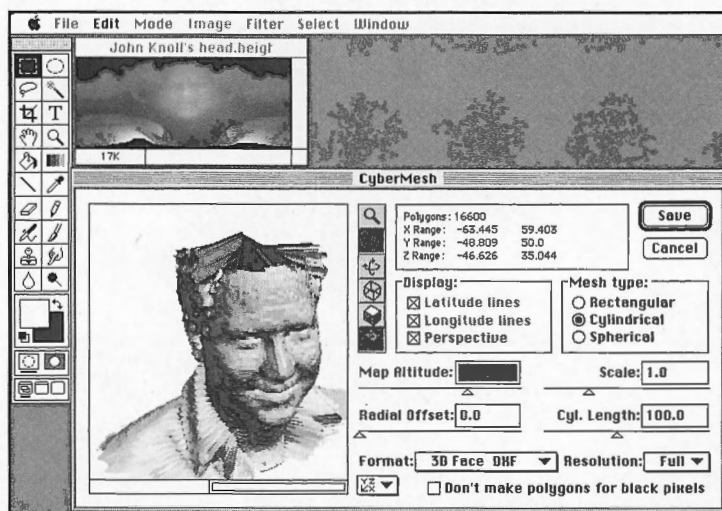 File Edit Mode Image Filter Select Window
John Knoll's head.heigt
17K
CyberMesh
Polygons: 16600
X Range: -63.445 59.403
Y Range: -48.809 50.0
Z Range: -46.626 35.044
Save
Cancel
Display:
Latitude lines
Longitude lines
Perspective
Mesh type:
Rectangular
Cylindrical
Spherical
Map Altitude:
Scale: 1.0
Radial Offset: 0.0
Cyl. Length: 100.0
Format: 3D Face DXF
Resolution: Full
YZ
ZX
Don't make polygons for black pixels
T